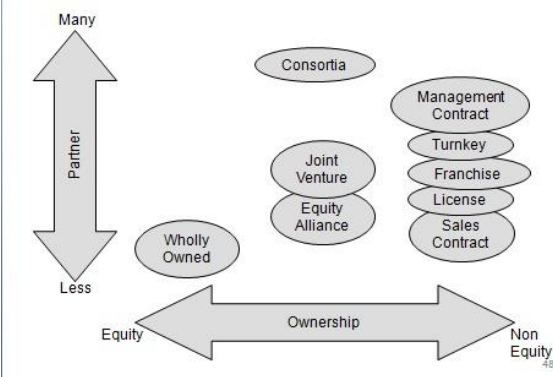 Many
Consortia
Management
Contract
Turnkey
Partner
Joint
Venture
Franchise
License
Equity
Alliance
Sales
Contract
Wholly
Owned
Less
Ownership
Equity
Non
Equity
48